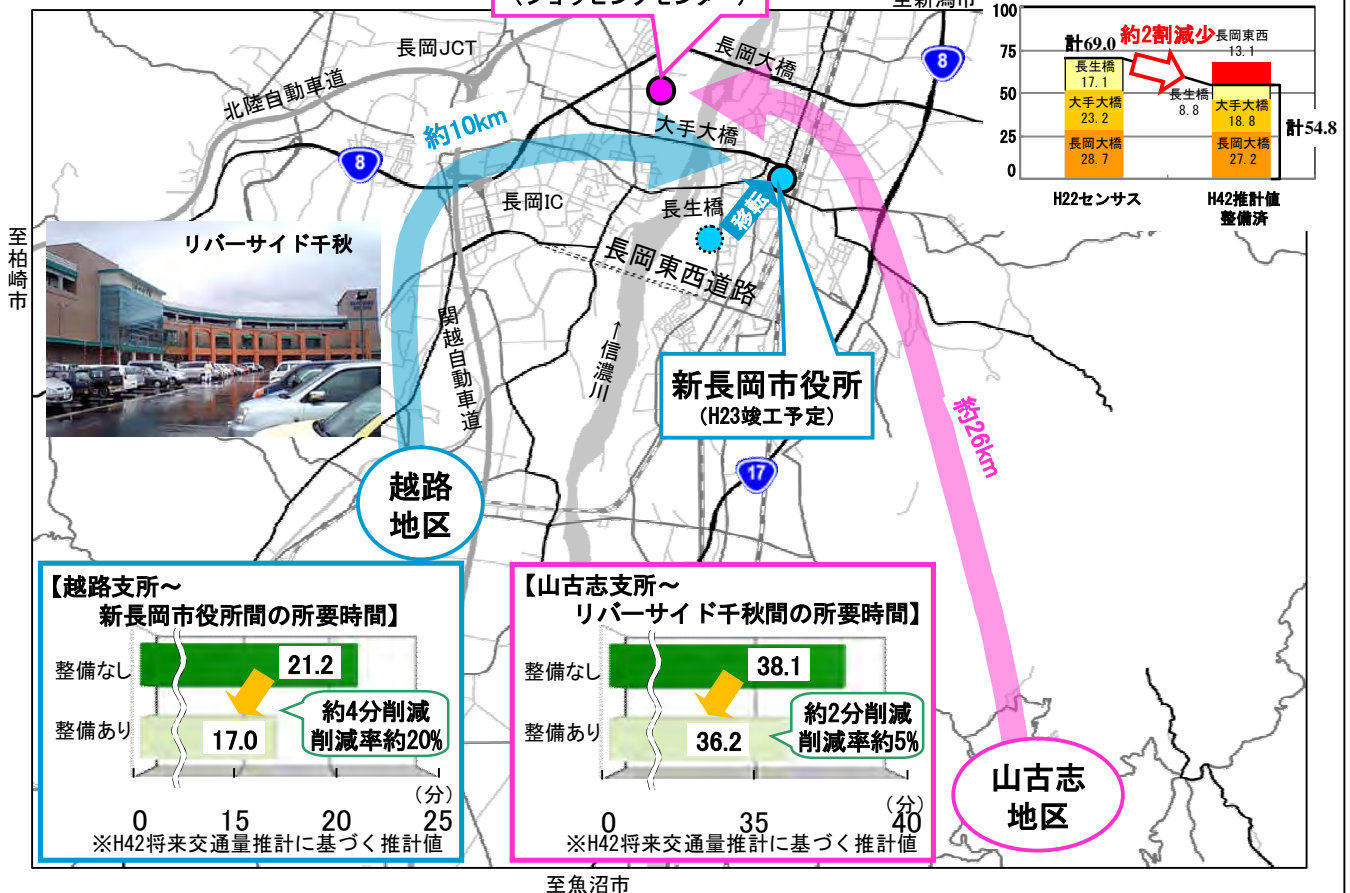 (ショッピングセンター)
至新潟市
100
75
50
25
0
計69.0
約2割減少
長岡東西
13.1
長生橋
17.1
長生橋
8.8
大手大橋
23.2
大手大橋
18.8
計54.8
長岡大橋
28.7
長岡大橋
27.2
H22センサス
H42推計値
整備済
長岡JCT
北陸自動車道
長岡大橋
8
約10km
大手大橋
8
長岡IC
長生橋
移転
至柏崎市
リバーサイド千秋
長岡東西道路
関越自動車道
←信濃川
新長岡市役所
(H23竣工予定)
約26km
17
越路
地区
【越路支所~
新長岡市役所間の所要時間】
整備なし
21.2
整備あり
17.0
約4分削減
削減率約20%
(分)
0 15 20 25
※H42将来交通量推計に基づく推計値
【山古志支所~
リバーサイド千秋間の所要時間】
整備なし
38.1
整備あり
36.2
約2分削減
削減率約5%
(分)
0 35 40
※H42将来交通量推計に基づく推計値
山古志
地区
至魚沼市